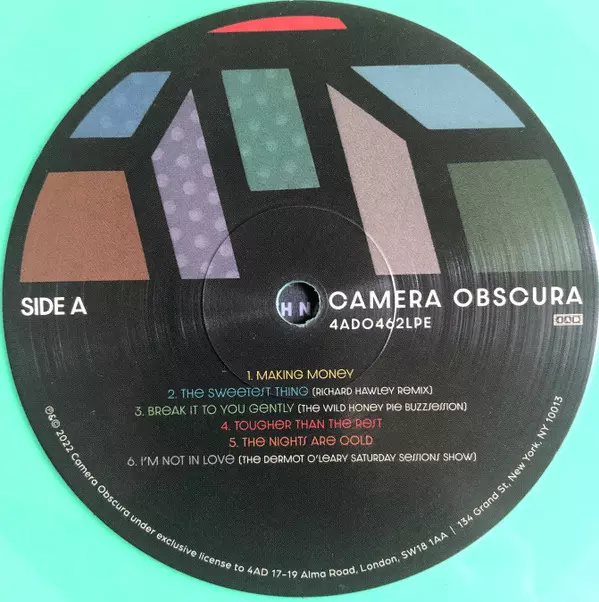 SIDE A
HN
CAMERA OBSCURA
4AD0462LPE
4AD
1. MAKING MONEY
2. THE SWEETEST THING (RICHARD HAWLEY REMIX)
3. BREAK IT TO YOU GENTLY (THE WILD HONEY PIE BUZZSESSION)
4. TOUGHER THAN THE REST
5. THE NIGHTS ARE COLD
6. I'M NOT IN LOVE (THE DERMOT O'LEARY SATURDAY SESSIONS SHOW)
℗&© 2022 Camera Obscura under exclusive license to 4AD 17-19 Alma Road, London, SW18 1AA | 134 Grand St, New York, NY 10013